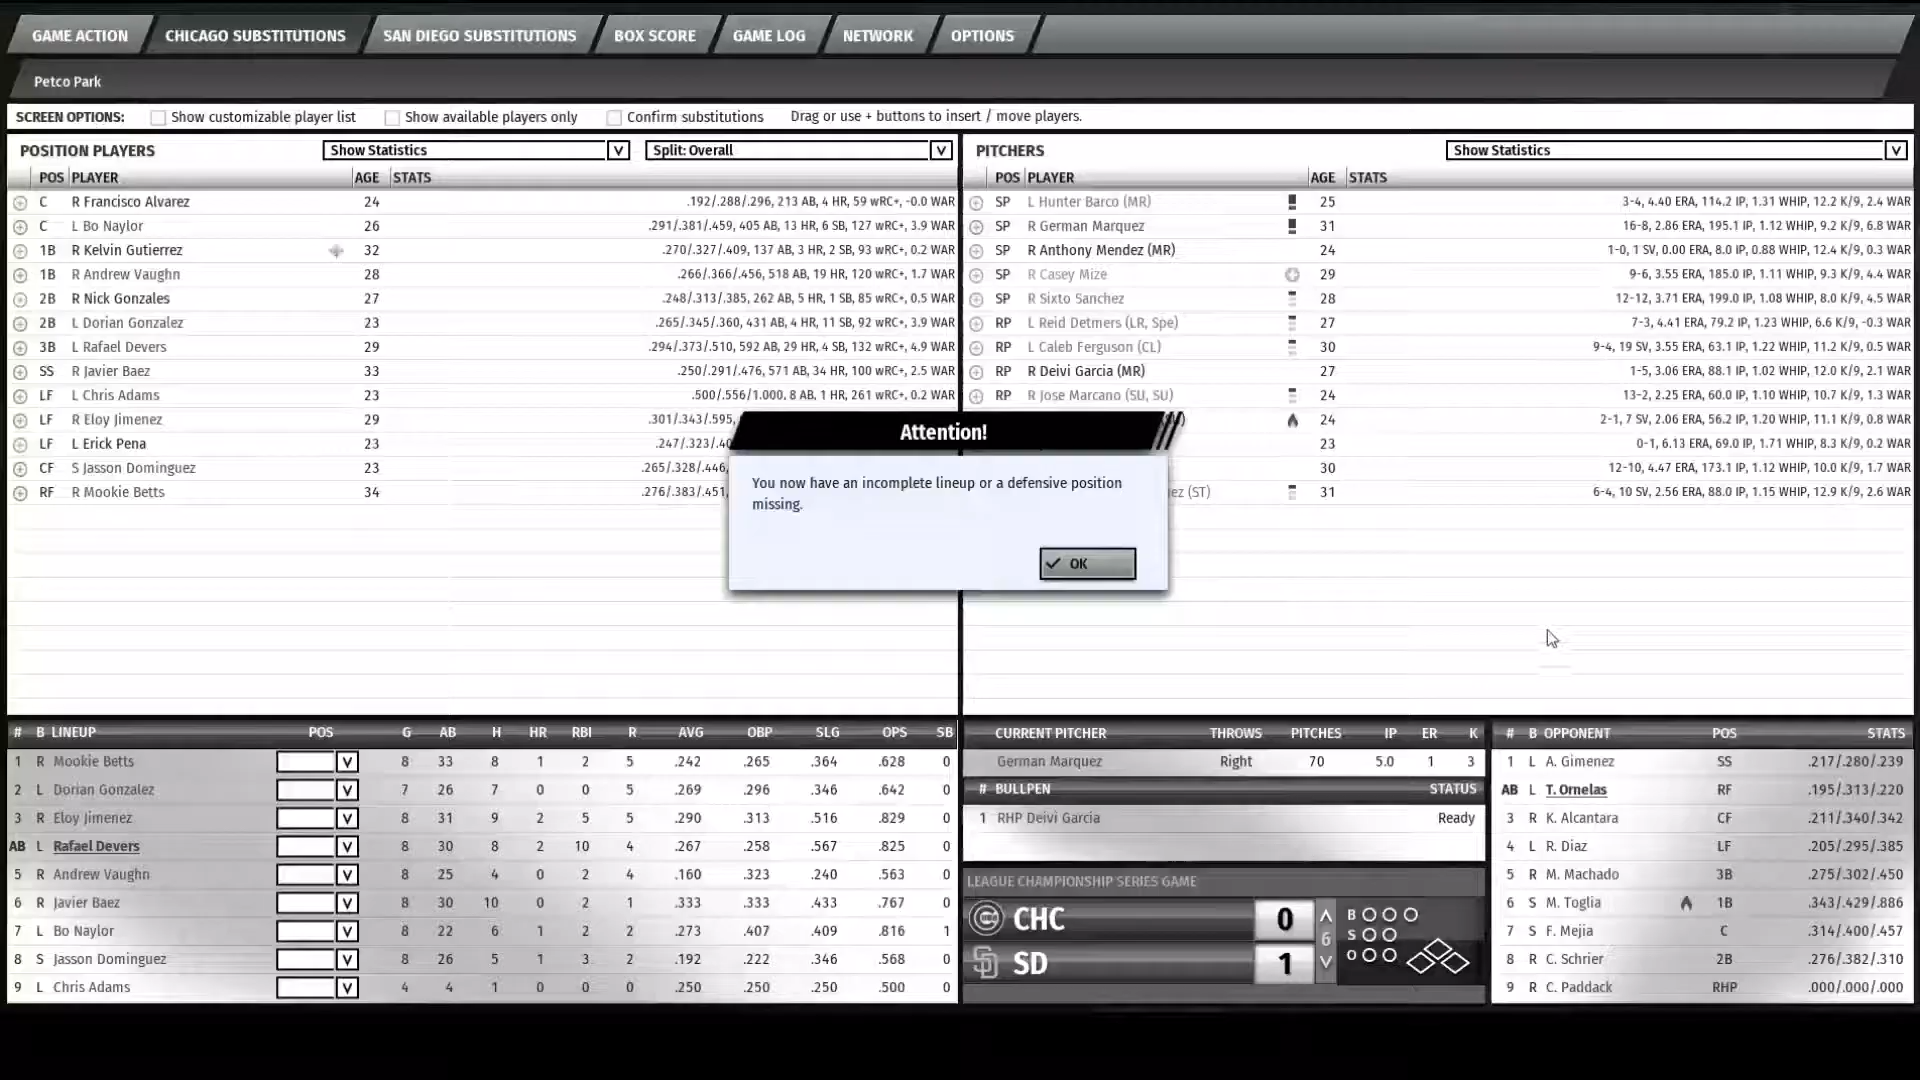 GAME ACTION CHICAGO SUBSTITUTIONS SAN DIEGO SUBSTITUTIONS BOX SCORE GAME LOG NETWORK OPTIONS
Petco Park
SCREEN OPTIONS: Show customizable player list Show available players only Confirm substitutions Drag or use + buttons to insert / move players.
POSITION PLAYERS Show Statistics V Split: Overall V
POS PLAYER AGE STATS
C R Francisco Alvarez 24 .192/.288/.296, 213 AB, 4 HR, 59 wRC+, -0.0 WAR
C L Bo Naylor 26 .291/.381/.459, 405 AB, 13 HR, 6 SB, 127 wRC+, 3.9 WAR
1B R Kelvin Gutierrez 32 .270/.327/.409, 137 AB, 3 HR, 2 SB, 93 wRC+, 0.2 WAR
1B R Andrew Vaughn 28 .266/.366/.456, 518 AB, 19 HR, 120 wRC+, 1.7 WAR
2B R Nick Gonzales 27 .248/.313/.385, 262 AB, 5 HR, 1 SB, 85 wRC+, 0.5 WAR
2B L Dorian Gonzalez 23 .265/.345/.360, 431 AB, 4 HR, 11 SB, 92 wRC+, 3.9 WAR
3B L Rafael Devers 29 .294/.373/.510, 592 AB, 29 HR, 4 SB, 132 wRC+, 4.9 WAR
SS R Javier Baez 33 .250/.291/.476, 571 AB, 34 HR, 100 wRC+, 2.5 WAR
LF L Chris Adams 23 .500/.556/1.000, 8 AB, 1 HR, 261 wRC+, 0.2 WAR
LF R Eloy Jimenez 29 .301/.343/.595,
LF L Erick Pena 23 .247/.323/.40
CF S Jasson Dominguez 23 .265/.328/.446,
RF R Mookie Betts 34 .276/.383/.451,
PITCHERS Show Statistics V
POS PLAYER AGE STATS
SP L Hunter Barco (MR) 25 3-4, 4.40 ERA, 114.2 IP, 1.31 WHIP, 12.2 K/9, 2.4 WAR
SP R German Marquez 31 16-8, 2.86 ERA, 195.1 IP, 1.12 WHIP, 9.2 K/9, 6.8 WAR
SP R Anthony Mendez (MR) 24 1-0, 1 SV, 0.00 ERA, 8.0 IP, 0.88 WHIP, 12.4 K/9, 0.3 WAR
SP R Casey Mize 29 9-6, 3.55 ERA, 185.0 IP, 1.11 WHIP, 9.3 K/9, 4.4 WAR
SP R Sixto Sanchez 28 12-12, 3.71 ERA, 199.0 IP, 1.08 WHIP, 8.0 K/9, 4.5 WAR
RP L Reid Detmers (LR, Spe) 27 7-3, 4.41 ERA, 79.2 IP, 1.23 WHIP, 6.6 K/9, -0.3 WAR
RP L Caleb Ferguson (CL) 30 9-4, 19 SV, 3.55 ERA, 63.1 IP, 1.22 WHIP, 11.2 K/9, 0.5 WAR
RP R Deivi Garcia (MR) 27 1-5, 3.06 ERA, 88.1 IP, 1.02 WHIP, 12.0 K/9, 2.1 WAR
RP R Jose Marcano (SU, SU) 24 13-2, 2.25 ERA, 60.0 IP, 1.10 WHIP, 10.7 K/9, 1.3 WAR
) 24 2-1, 7 SV, 2.06 ERA, 56.2 IP, 1.20 WHIP, 11.1 K/9, 0.8 WAR
23 0-1, 6.13 ERA, 69.0 IP, 1.71 WHIP, 8.3 K/9, 0.2 WAR
30 12-10, 4.47 ERA, 173.1 IP, 1.12 WHIP, 10.0 K/9, 1.7 WAR
ez (ST) 31 6-4, 10 SV, 2.56 ERA, 88.0 IP, 1.15 WHIP, 12.9 K/9, 2.6 WAR
Attention!
You now have an incomplete lineup or a defensive position
missing.
OK
# B LINEUP POS G AB H HR RBI R AVG OBP SLG OPS SB
1 R Mookie Betts V 8 33 8 1 2 5 .242 .265 .364 .628 0
2 L Dorian Gonzalez V 7 26 7 0 0 5 .269 .296 .346 .642 0
3 R Eloy Jimenez V 8 31 9 2 5 5 .290 .313 .516 .829 0
AB L Rafael Devers V 8 30 8 2 10 4 .267 .258 .567 .825 0
5 R Andrew Vaughn V 8 25 4 0 2 4 .160 .323 .240 .563 0
6 R Javier Baez V 8 30 10 0 2 1 .333 .333 .433 .767 0
7 L Bo Naylor V 8 22 6 1 2 2 .273 .407 .409 .816 1
8 S Jasson Dominguez V 8 26 5 1 3 2 .192 .222 .346 .568 0
9 L Chris Adams V 4 4 1 0 0 0 .250 .250 .250 .500 0
CURRENT PITCHER THROWS PITCHES IP ER K
German Marquez Right 70 5.0 1 3
# BULLPEN STATUS
1 RHP Deivi Garcia Ready
LEAGUE CHAMPIONSHIP SERIES GAME
CHC 0
SD 1
6
B
S
O
# B OPPONENT POS STATS
1 L A. Gimenez SS .217/.280/.239
AB L T. Ornelas RF .195/.313/.220
3 R K. Alcantara CF .211/.340/.342
4 L R. Diaz LF .205/.295/.385
5 R M. Machado 3B .275/.302/.450
6 S M. Toglia 1B .343/.429/.886
7 S F. Mejia C .314/.400/.457
8 R C. Schrier 2B .276/.382/.310
9 R C. Paddack RHP .000/.000/.000